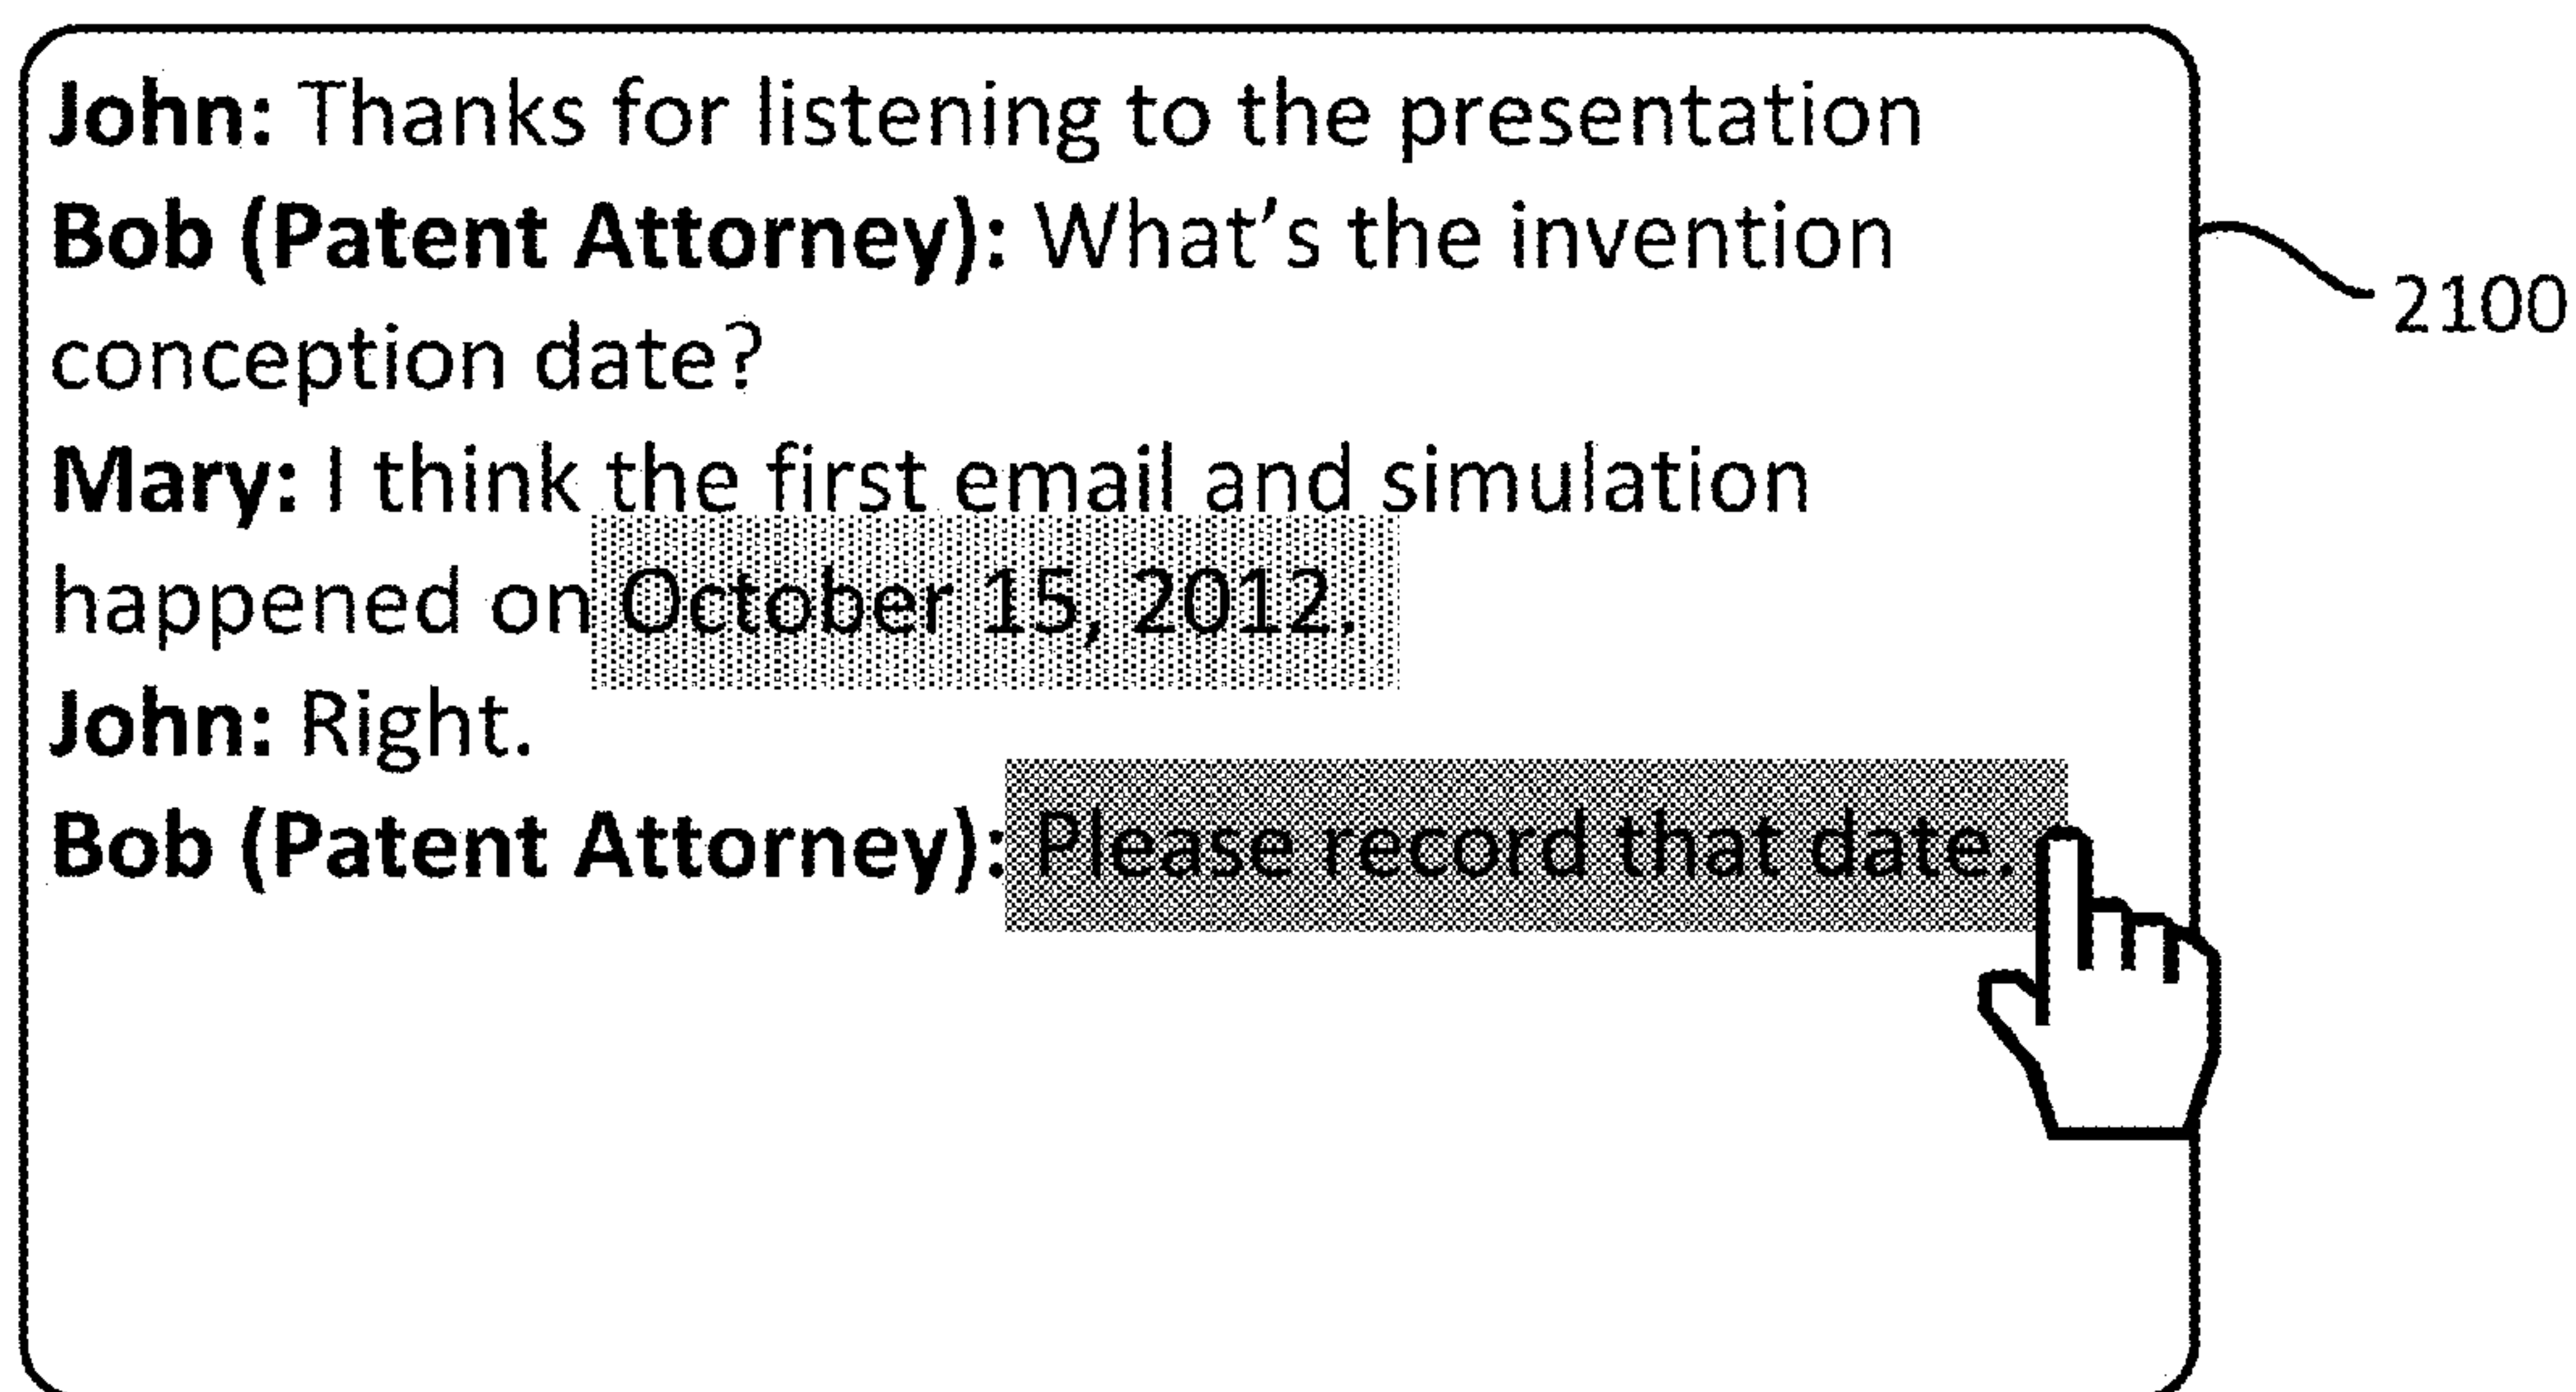 John: Thanks for listening to the presentation
Bob (Patent Attorney): What's the invention
conception date?
Mary: I think the first email and simulation
happened on October 15, 2012.
John: Right.
Bob (Patent Attorney): Please record that date.
2100